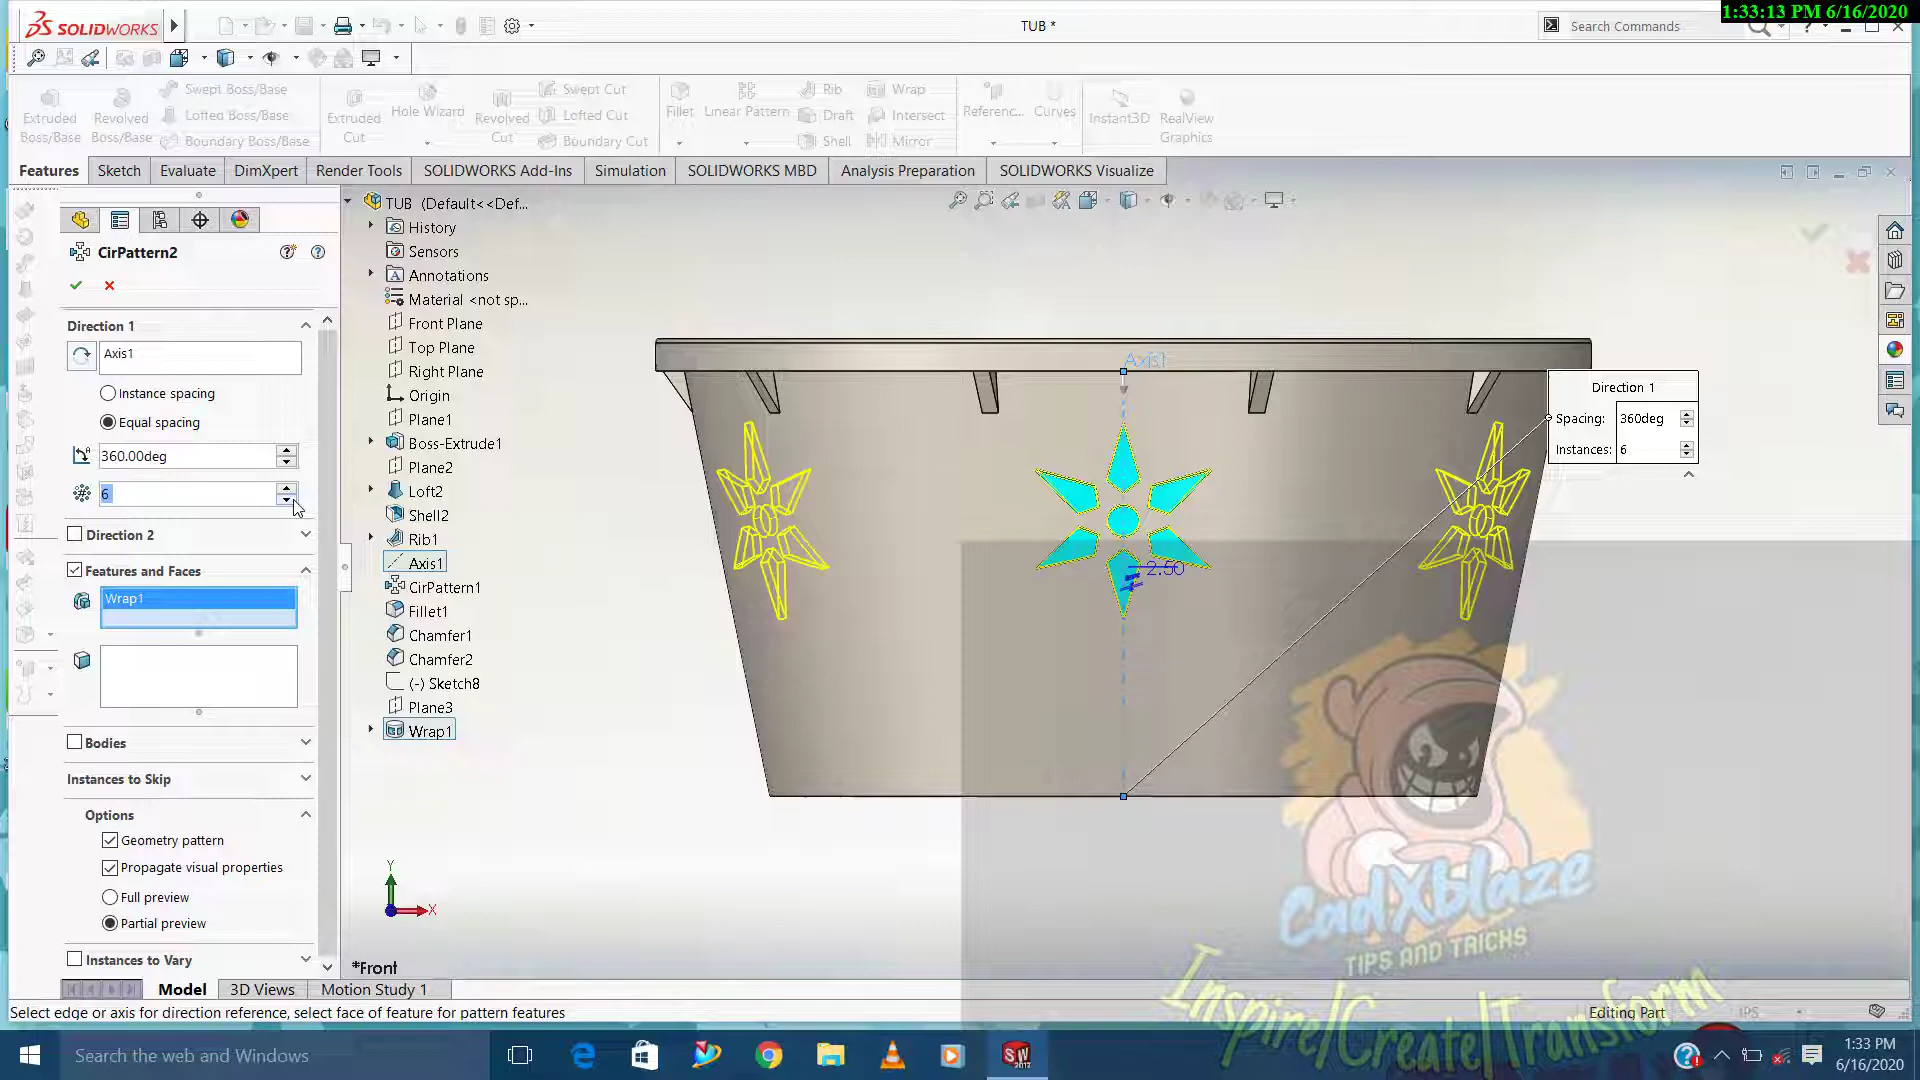 1:33:13 PM 6/16/2020
SOLIDWORKS
TUB *
Search Commands
Extruded Boss/Base
Revolved Boss/Base
Swept Boss/Base
Lofted Boss/Base
Boundary Boss/Base
Extruded Cut
Hole Wizard
Revolved Cut
Swept Cut
Lofted Cut
Boundary Cut
Fillet
Linear Pattern
Rib
Draft
Shell
Wrap
Intersect
Mirror
Referenc...
Curves
Instant3D
RealView Graphics
Features
Sketch
Evaluate
DimXpert
Render Tools
SOLIDWORKS Add-Ins
Simulation
SOLIDWORKS MBD
Analysis Preparation
SOLIDWORKS Visualize
CirPattern2
Direction 1
Axis1
Instance spacing
Equal spacing
360.00deg
6
Direction 2
Features and Faces
Wrap1
Bodies
Instances to Skip
Options
Geometry pattern
Propagate visual properties
Full preview
Partial preview
Instances to Vary
TUB (Default<<Def...
History
Sensors
Annotations
Material <not sp...
Front Plane
Top Plane
Right Plane
Origin
Plane1
Boss-Extrude1
Plane2
Loft2
Shell2
Rib1
Axis1
CirPattern1
Fillet1
Chamfer1
Chamfer2
(-) Sketch8
Plane3
Wrap1
Axis1
2.50
Direction 1
Spacing: 360deg
Instances: 6
Y
X
*Front
CadXblaze
TIPS AND TRICKS
Inspire/Create/Transform
Model
3D Views
Motion Study 1
Select edge or axis for direction reference, select face of feature for pattern features
Editing Part
IPS
Search the web and Windows
SW
2017
1:33 PM
6/16/2020